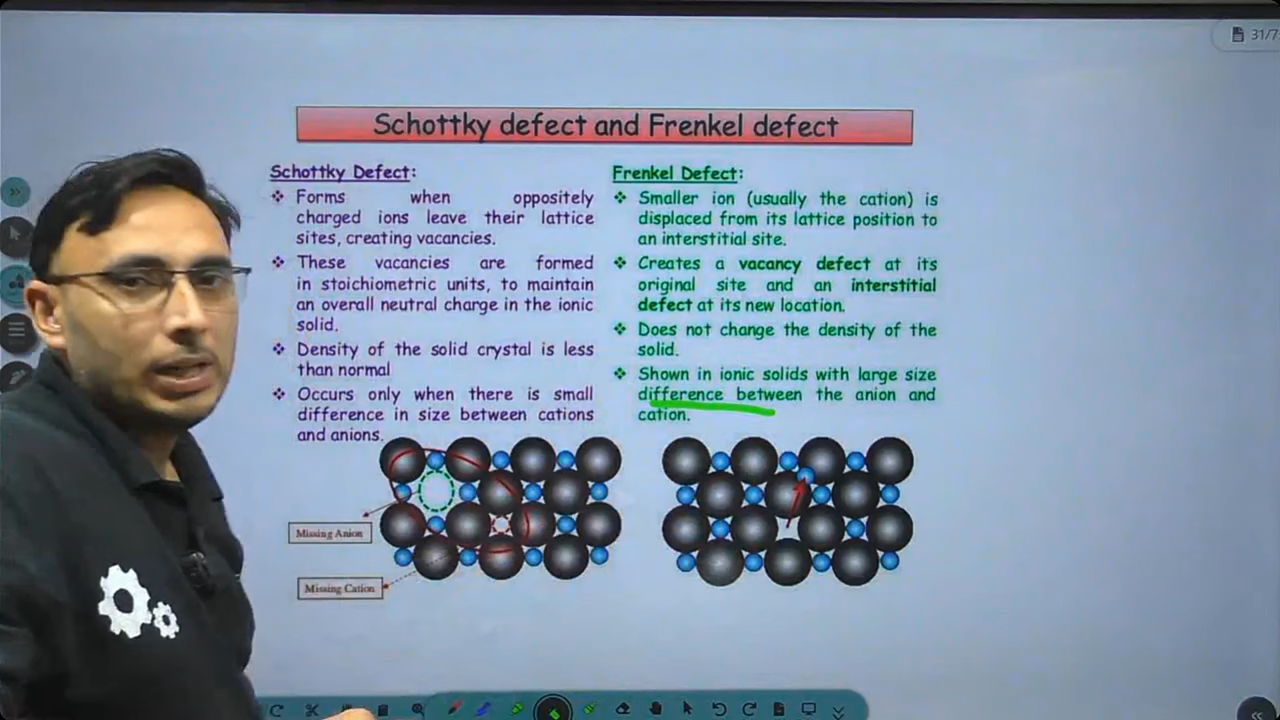 31/7
Schottky defect and Frenkel defect
Schottky Defect:
❖ Forms when oppositely
charged ions leave their lattice
sites, creating vacancies.
❖ These vacancies are formed
in stoichiometric units, to maintain
an overall neutral charge in the ionic
solid.
❖ Density of the solid crystal is less
than normal
❖ Occurs only when there is small
difference in size between cations
and anions.
Missing Anion
Missing Cation
Frenkel Defect:
❖ Smaller ion (usually the cation) is
displaced from its lattice position to
an interstitial site.
❖ Creates a vacancy defect at its
original site and an interstitial
defect at its new location.
❖ Does not change the density of the
solid.
❖ Shown in ionic solids with large size
difference between the anion and
cation.